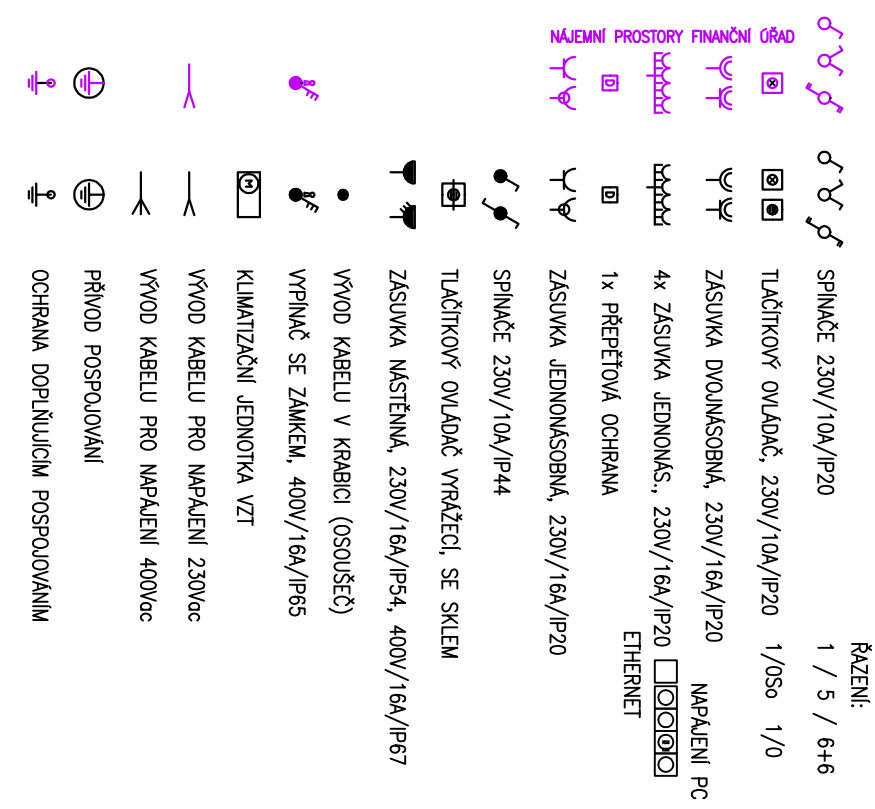 NÁJEMNÍ PROSTORY FINANČNÍ ÚŘAD
ŘAZENÍ:
SPÍNAČE 230V/10A/IP20 1 / 5 / 6+6
TLAČÍTKOVÝ OVLÁDAČ, 230V/10A/IP20 1/0So 1/0
ZÁSUVKA DVOJNÁSOBNÁ, 230V/16A/IP20
NAPÁJENÍ PC
4x ZÁSUVKA JEDNONÁS., 230V/16A/IP20
ETHERNET
D
D
1x PŘEPĚŤOVÁ OCHRANA
ZÁSUVKA JEDNONÁSOBNÁ, 230V/16A/IP20
SPÍNAČE 230V/10A/IP44
TLAČÍTKOVÝ OVLÁDAČ VYRÁŽECÍ, SE SKLEM
ZÁSUVKA NÁSTĚNNÁ, 230V/16A/IP54, 400V/16A/IP67
VÝVOD KABELU V KRABICI (OSOUŠEČ)
VYPÍNAČ SE ZÁMKEM, 400V/16A/IP65
M
KLIMATIZAČNÍ JEDNOTKA VZT
VÝVOD KABELU PRO NAPÁJENÍ 230Vac
VÝVOD KABELU PRO NAPÁJENÍ 400Vac
PŘÍVOD POSPOJOVÁNÍ
OCHRANA DOPLŇUJÍCÍM POSPOJOVÁNÍM